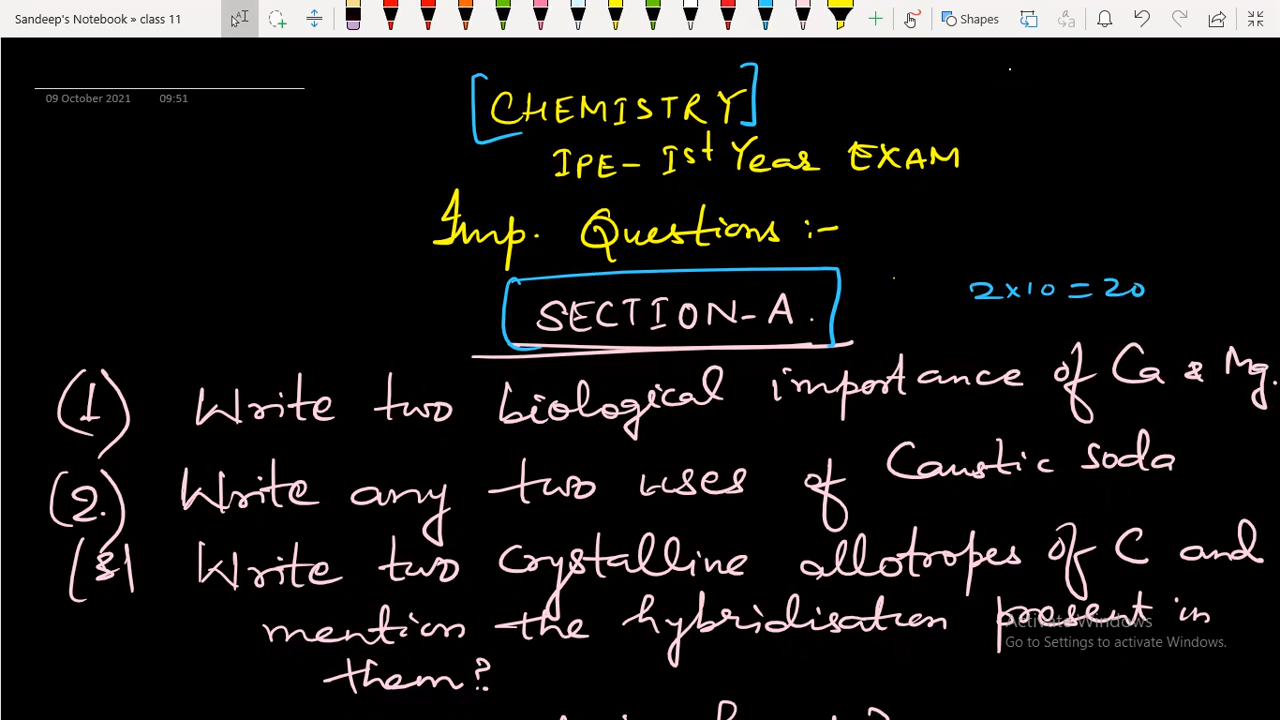 Sandeep's Notebook » class 11
Shapes
09 October 2021 09:51
[CHEMISTRY]
IPE- Ist Year EXAM
Imp. Questions :-
SECTION-A.
2x10=20
(1) Write two biological importance of Ca & Mg.
(2.) Write any two uses of Caustic soda
(3) Write two crystalline allotropes of C and
mention the hybridisation present in
them?
Activate Windows
Go to Settings to activate Windows.